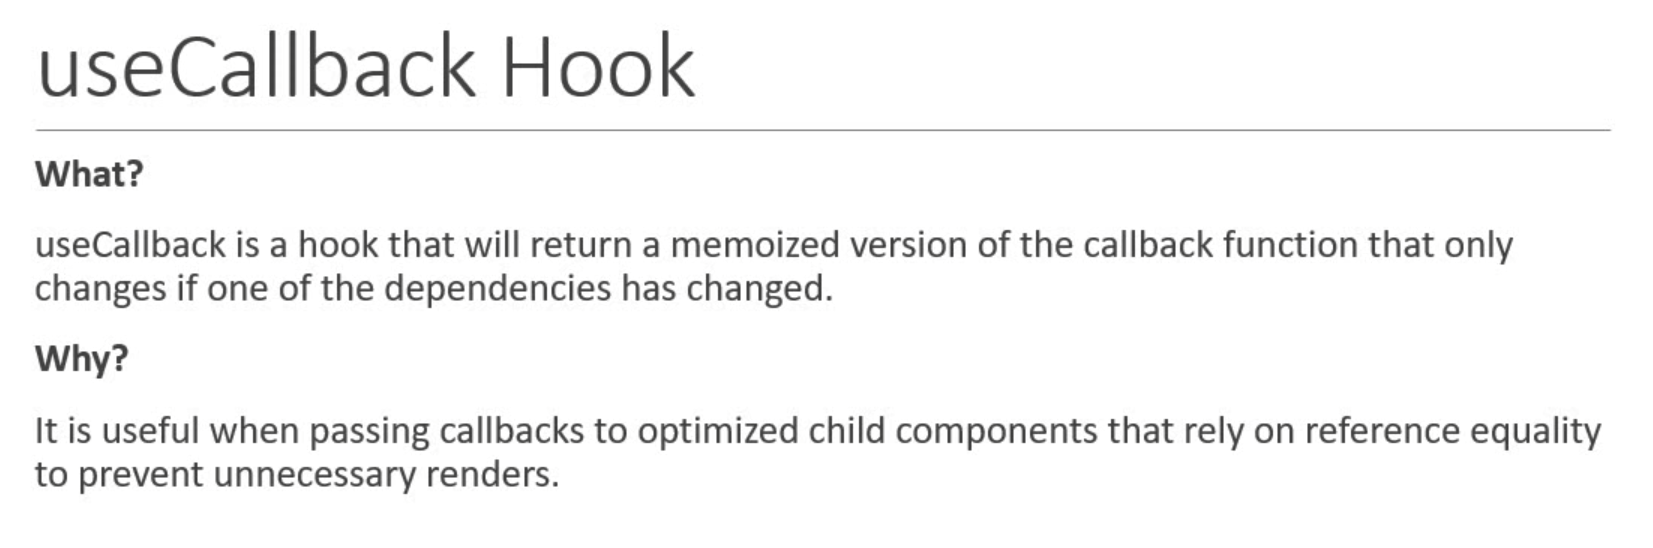 useCallback Hook
What?
useCallback is a hook that will return a memoized version of the callback function that only
changes if one of the dependencies has changed.
Why?
It is useful when passing callbacks to optimized child components that rely on reference equality
to prevent unnecessary renders.